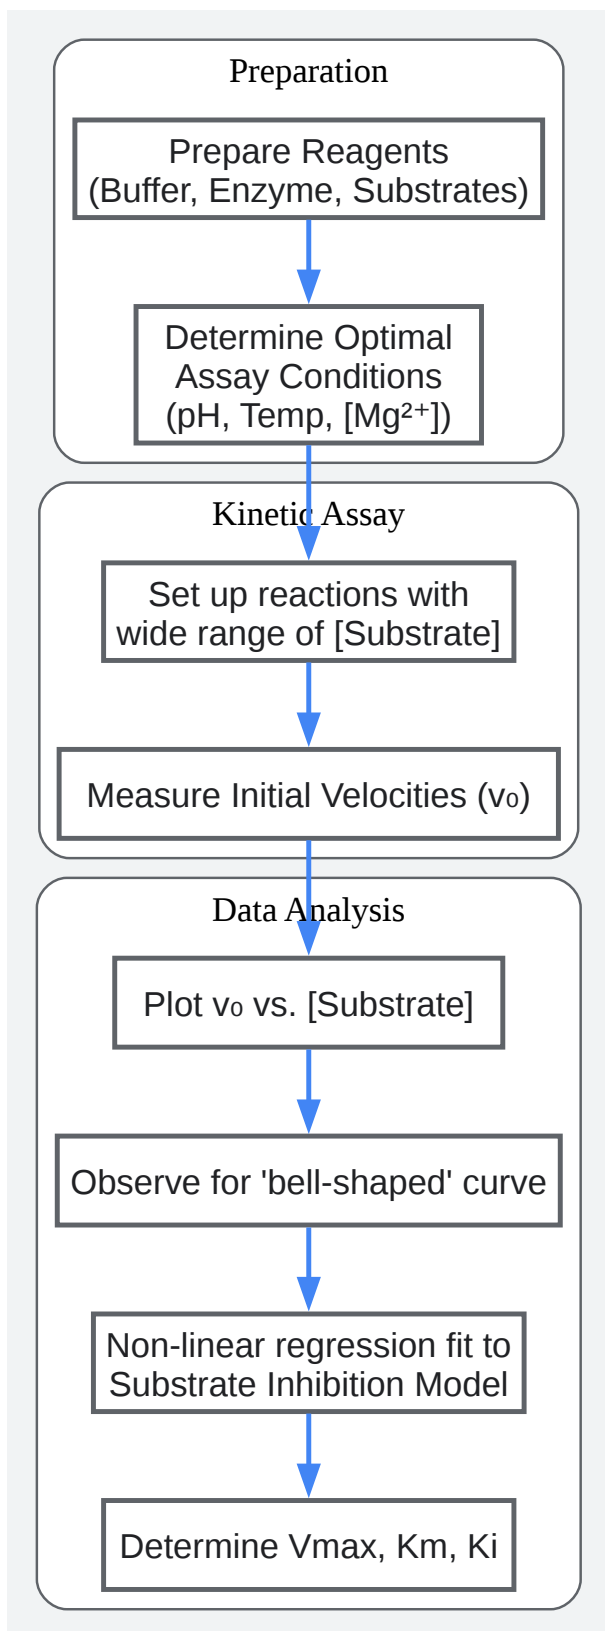 Preparation
Prepare Reagents
(Buffer, Enzyme, Substrates)
Determine Optimal
Assay Conditions
(pH, Temp, [Mg²⁺])
Kinetic Assay
Set up reactions with
wide range of [Substrate]
Measure Initial Velocities (v₀)
Data Analysis
Plot v₀ vs. [Substrate]
Observe for 'bell-shaped' curve
Non-linear regression fit to
Substrate Inhibition Model
Determine Vmax, Km, Ki